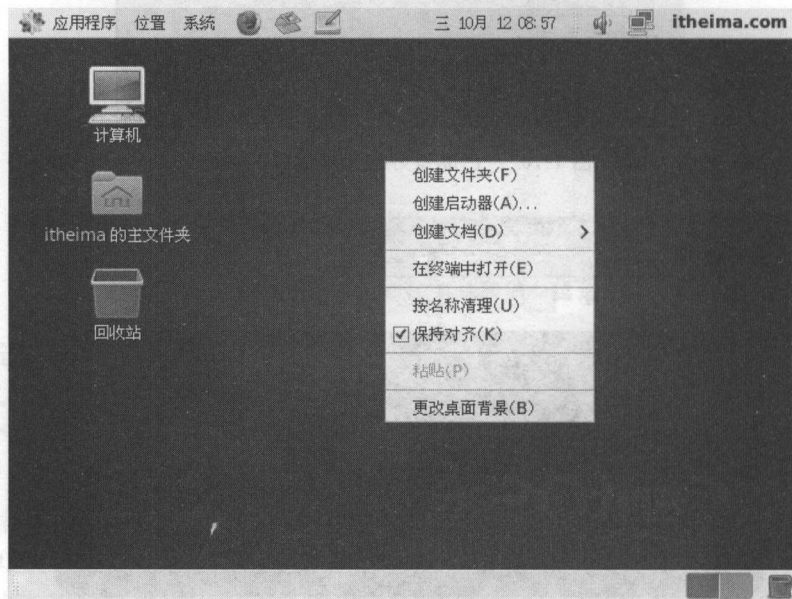 应用程序 位置 系统 三 10月 12 08:57 itheima.com
计算机
itheima 的主文件夹
回收站
创建文件夹(F)
创建启动器(A)...
创建文档(D)
在终端中打开(E)
按名称清理(U)
保持对齐(K)
粘贴(P)
更改桌面背景(B)